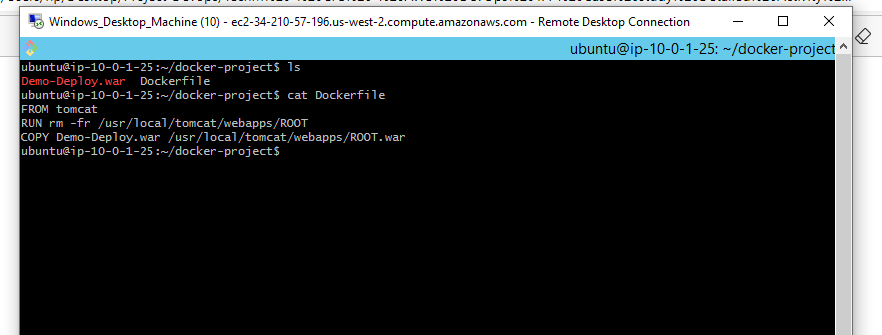 Windows_Desktop_Machine (10) - ec2-34-210-57-196.us-west-2.compute.amazonaws.com - Remote Desktop Connection
ubuntu@ip-10-0-1-25: ~/docker-project
ubuntu@ip-10-0-1-25:~/docker-project$ ls
Demo-Deploy.war Dockerfile
ubuntu@ip-10-0-1-25:~/docker-project$ cat Dockerfile
FROM tomcat
RUN rm -fr /usr/local/tomcat/webapps/ROOT
COPY Demo-Deploy.war /usr/local/tomcat/webapps/ROOT.war
ubuntu@ip-10-0-1-25:~/docker-project$